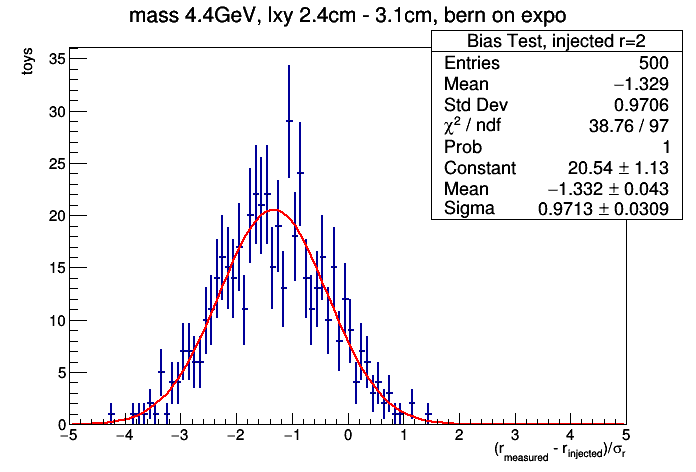 mass 4.4GeV, lxy 2.4cm - 3.1cm, bern on expo
Bias Test, injected r=2
Entries 500
Mean −1.329
Std Dev 0.9706
χ² / ndf 38.76 / 97
Prob 1
Constant 20.54 ± 1.13
Mean −1.332 ± 0.043
Sigma 0.9713 ± 0.0309
toys
35
30
25
20
15
10
5
0
−5 −4 −3 −2 −1 0 1 2 3 4 5
(r_measured - r_injected)/σ_r